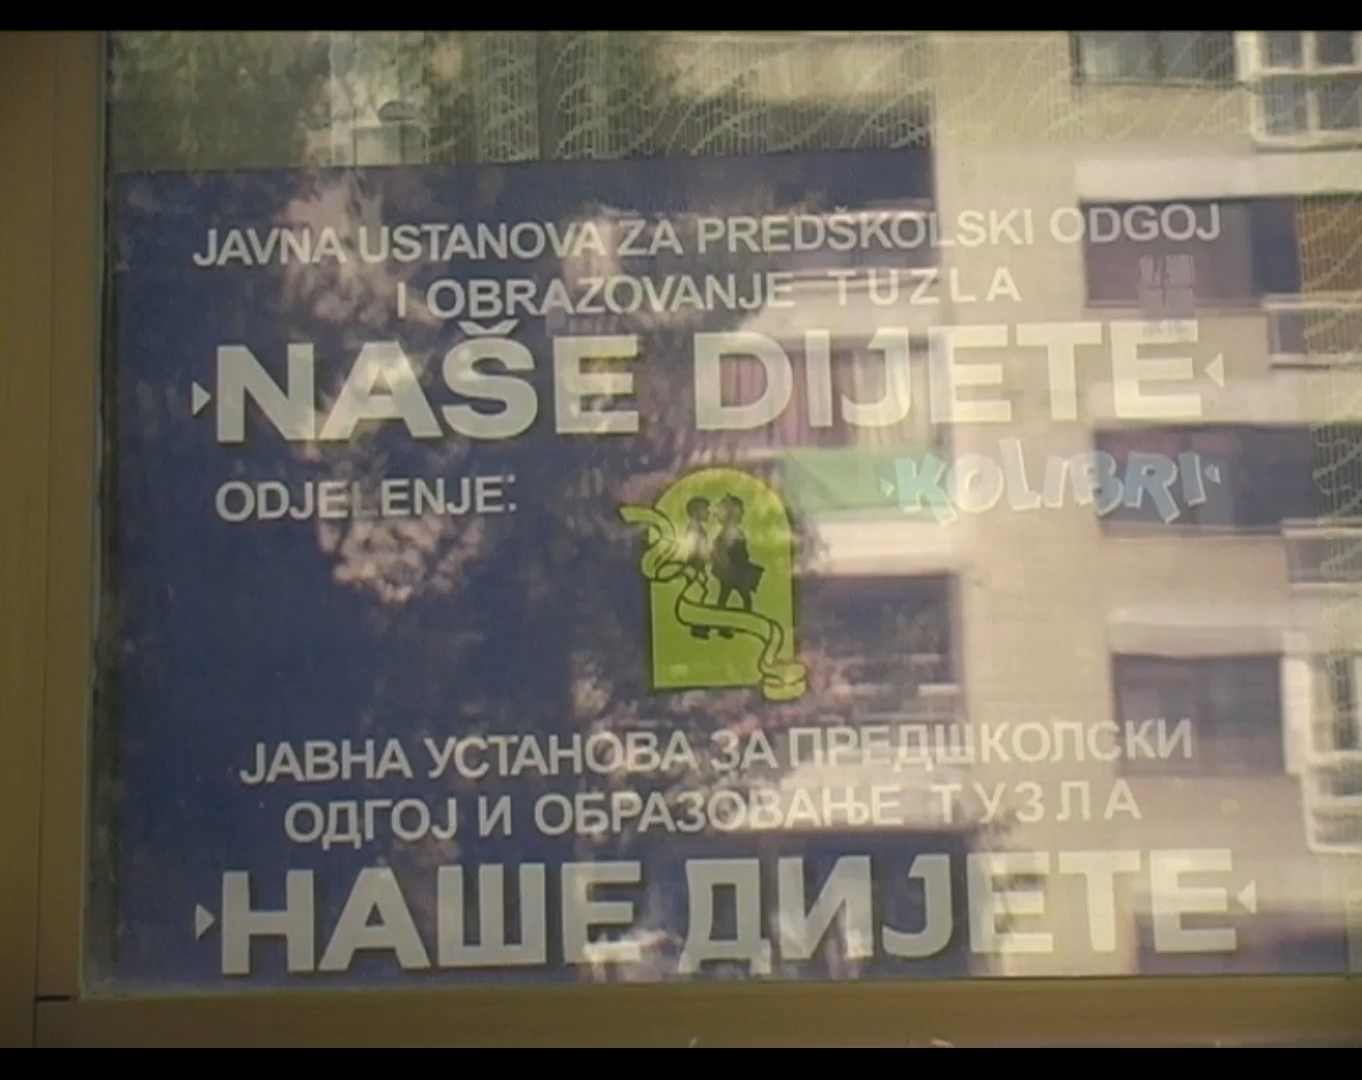 JAVNA USTANOVA ZA PREDŠKOLSKI ODGOJ
I OBRAZOVANJE TUZLA
NAŠE DIJETE
ODJELENJE:
KOLIBRI
ЈАВНА УСТАНОВА ЗА ПРЕДШКОЛСКИ
ОДГОЈ И ОБРАЗОВАЊЕ ТУЗЛА
НАШЕ ДИЈЕТЕ